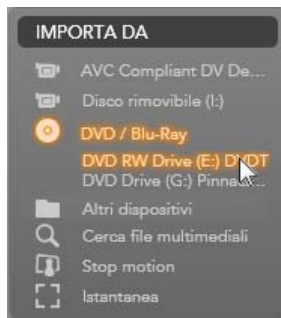 IMPORTA DA
AVC Compliant DV De...
Disco rimovibile (I:)
DVD / Blu-Ray
DVD RW Drive (E:) DVDT
DVD Drive (G:) Pinnac...
Altri dispositivi
Cerca file multimediali
Stop motion
Istantanea